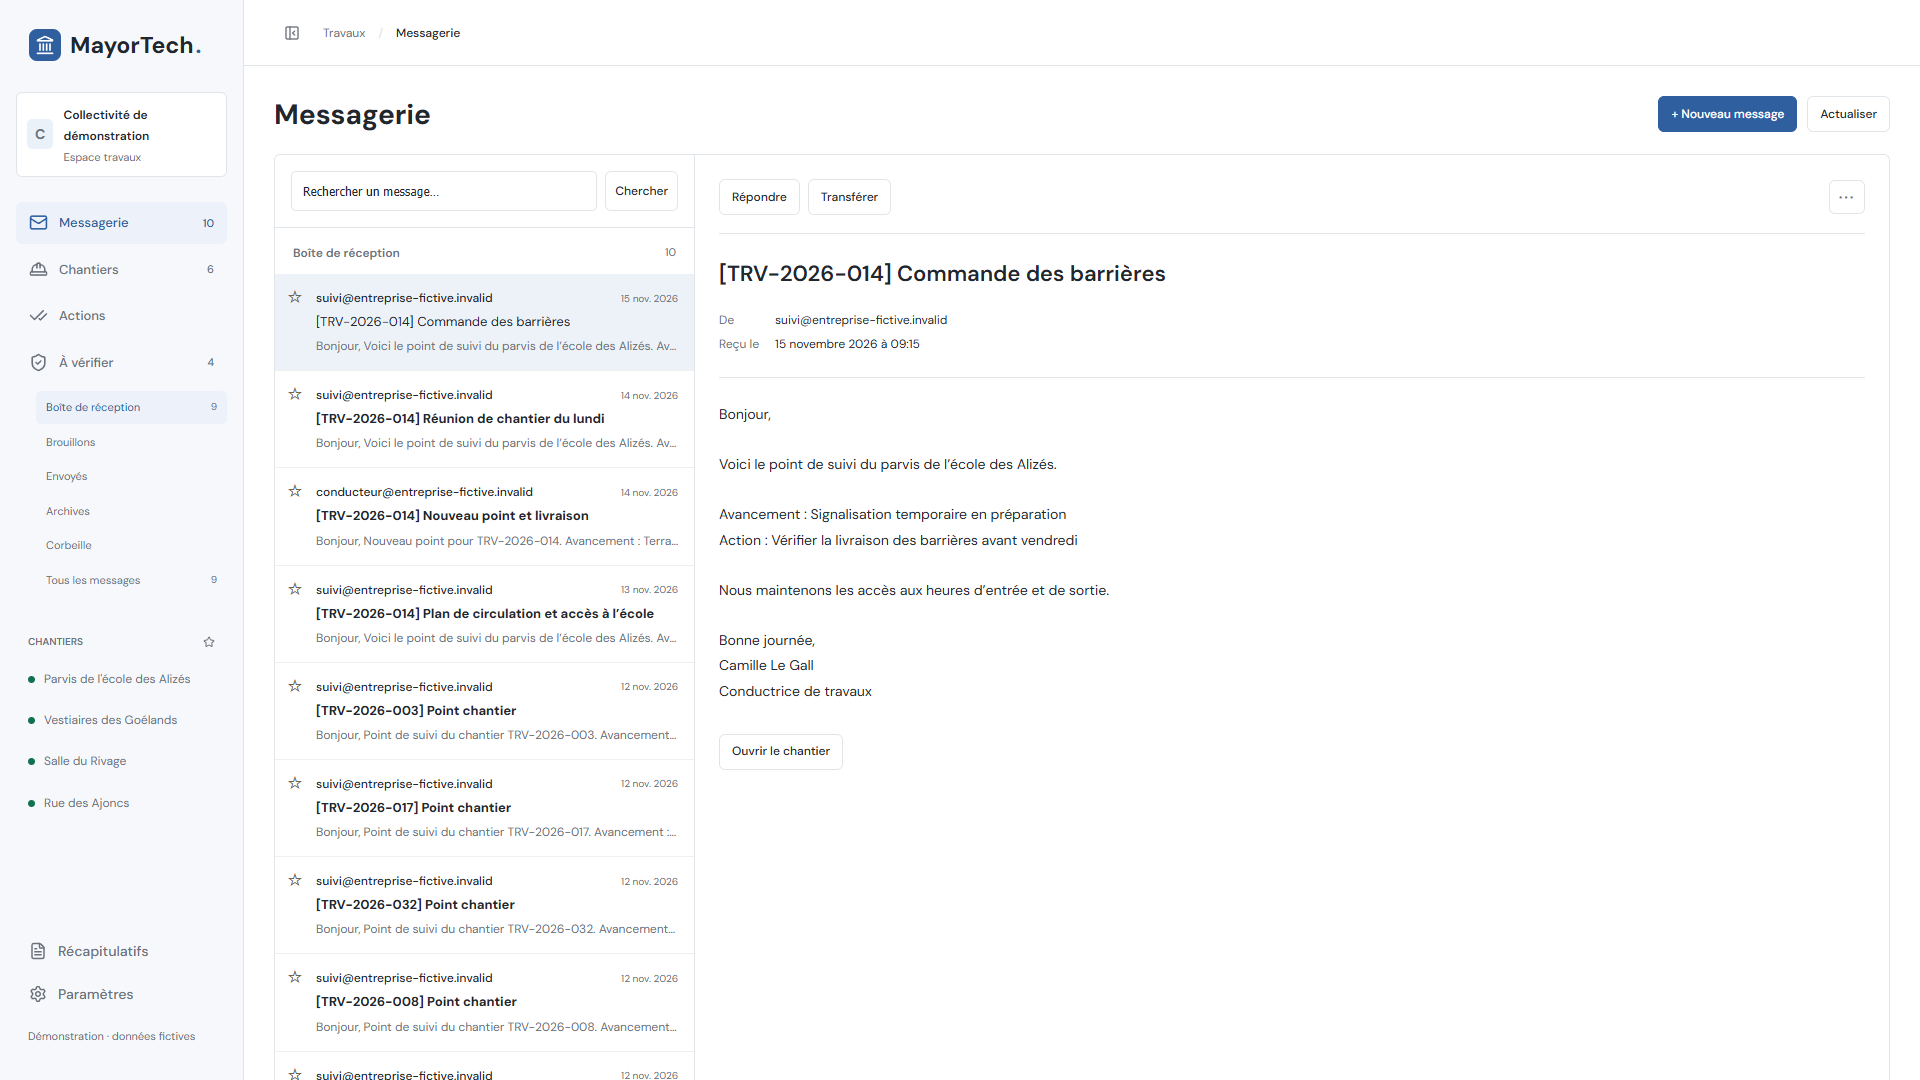 MayorTech.
C
Collectivité de
démonstration
Espace travaux
Messagerie 10
Chantiers 6
Actions
À vérifier 4
Boîte de réception 9
Brouillons
Envoyés
Archives
Corbeille
Tous les messages 9
CHANTIERS
Parvis de l'école des Alizés
Vestiaires des Goélands
Salle du Rivage
Rue des Ajoncs
Récapitulatifs
Paramètres
Démonstration · données fictives
Travaux / Messagerie
Messagerie
+ Nouveau message
Actualiser
Rechercher un message...
Chercher
Boîte de réception 10
suivi@entreprise-fictive.invalid 15 nov. 2026
[TRV-2026-014] Commande des barrières
Bonjour, Voici le point de suivi du parvis de l’école des Alizés. Av...
suivi@entreprise-fictive.invalid 14 nov. 2026
[TRV-2026-014] Réunion de chantier du lundi
Bonjour, Voici le point de suivi du parvis de l’école des Alizés. Av...
conducteur@entreprise-fictive.invalid 14 nov. 2026
[TRV-2026-014] Nouveau point et livraison
Bonjour, Nouveau point pour TRV-2026-014. Avancement : Terra...
suivi@entreprise-fictive.invalid 13 nov. 2026
[TRV-2026-014] Plan de circulation et accès à l’école
Bonjour, Voici le point de suivi du parvis de l’école des Alizés. Av...
suivi@entreprise-fictive.invalid 12 nov. 2026
[TRV-2026-003] Point chantier
Bonjour, Point de suivi du chantier TRV-2026-003. Avancement...
suivi@entreprise-fictive.invalid 12 nov. 2026
[TRV-2026-017] Point chantier
Bonjour, Point de suivi du chantier TRV-2026-017. Avancement :...
suivi@entreprise-fictive.invalid 12 nov. 2026
[TRV-2026-032] Point chantier
Bonjour, Point de suivi du chantier TRV-2026-032. Avancement...
suivi@entreprise-fictive.invalid 12 nov. 2026
[TRV-2026-008] Point chantier
Bonjour, Point de suivi du chantier TRV-2026-008. Avancement...
suivi@entreprise-fictive.invalid 12 nov. 2026
Répondre
Transférer
...
[TRV-2026-014] Commande des barrières
De suivi@entreprise-fictive.invalid
Reçu le 15 novembre 2026 à 09:15
Bonjour,
Voici le point de suivi du parvis de l’école des Alizés.
Avancement : Signalisation temporaire en préparation
Action : Vérifier la livraison des barrières avant vendredi
Nous maintenons les accès aux heures d’entrée et de sortie.
Bonne journée,
Camille Le Gall
Conductrice de travaux
Ouvrir le chantier